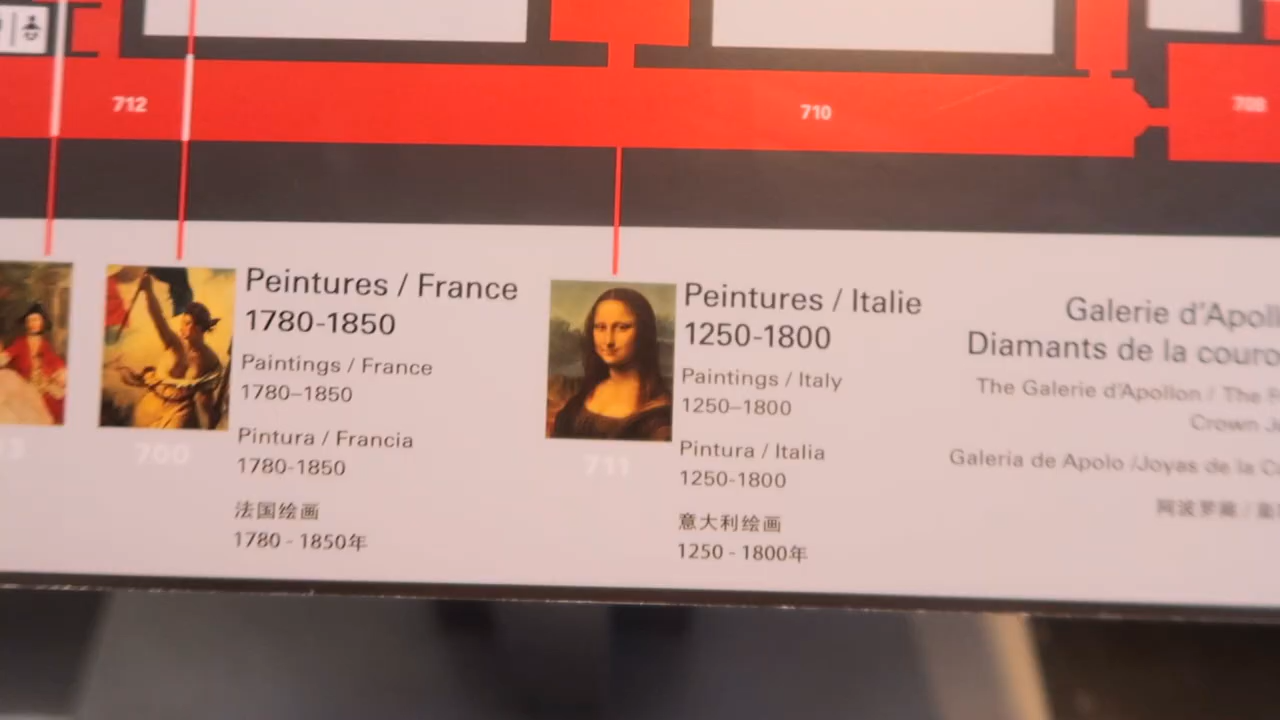 712
710
708
Peintures / France
1780-1850
Paintings / France
1780–1850
Pintura / Francia
1780-1850
法国绘画
1780 - 1850年
700
Peintures / Italie
1250-1800
Paintings / Italy
1250–1800
Pintura / Italia
1250-1800
意大利绘画
1250 - 1800年
711
Galerie d'Apoll
Diamants de la couro
The Galerie d'Apollon / The F
Crown J
Galería de Apolo /Joyas de la C